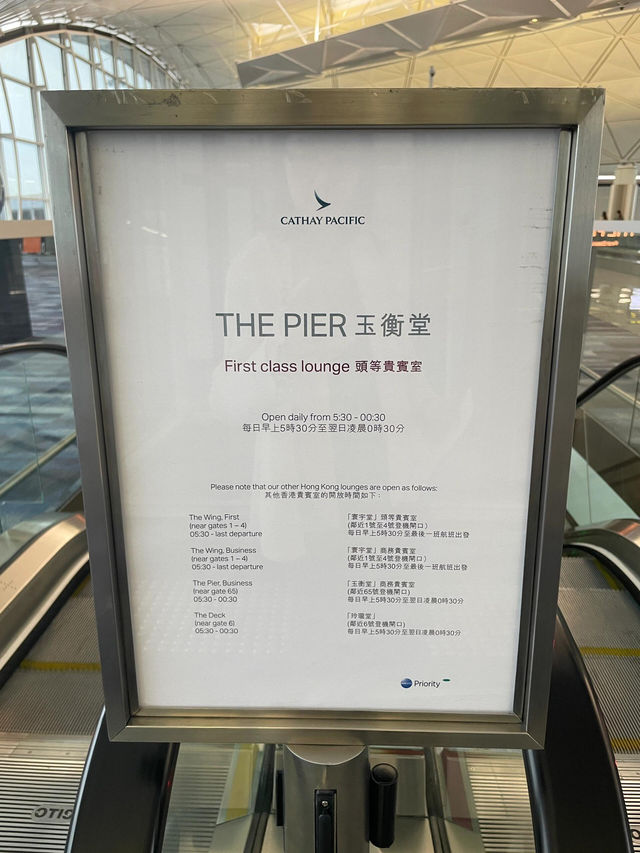 CATHAY PACIFIC
THE PIER 玉衡堂
First class lounge 頭等貴賓室
Open daily from 5:30 - 00:30
每日早上5時30分至翌日凌晨0時30分
Please note that our other Hong Kong lounges are open as follows:
其他香港貴賓室的開放時間如下：
The Wing, First
(near gates 1 – 4)
05:30 - last departure
「寰宇堂」頭等貴賓室
(鄰近1號至4號登機閘口)
每日早上5時30分至最後一班航班出發
The Wing, Business
(near gates 1 – 4)
05:30 - last departure
「寰宇堂」商務貴賓室
(鄰近1號至4號登機閘口)
每日早上5時30分至最後一班航班出發
The Pier, Business
(near gate 65)
05:30 - 00:30
「玉衡堂」商務貴賓室
(鄰近65號登機閘口)
每日早上5時30分至翌日凌晨0時30分
The Deck
(near gate 6)
05:30 - 00:30
「玲瓏堂」
(鄰近6號登機閘口)
每日早上5時30分至翌日凌晨0時30分
Priority
OTIS